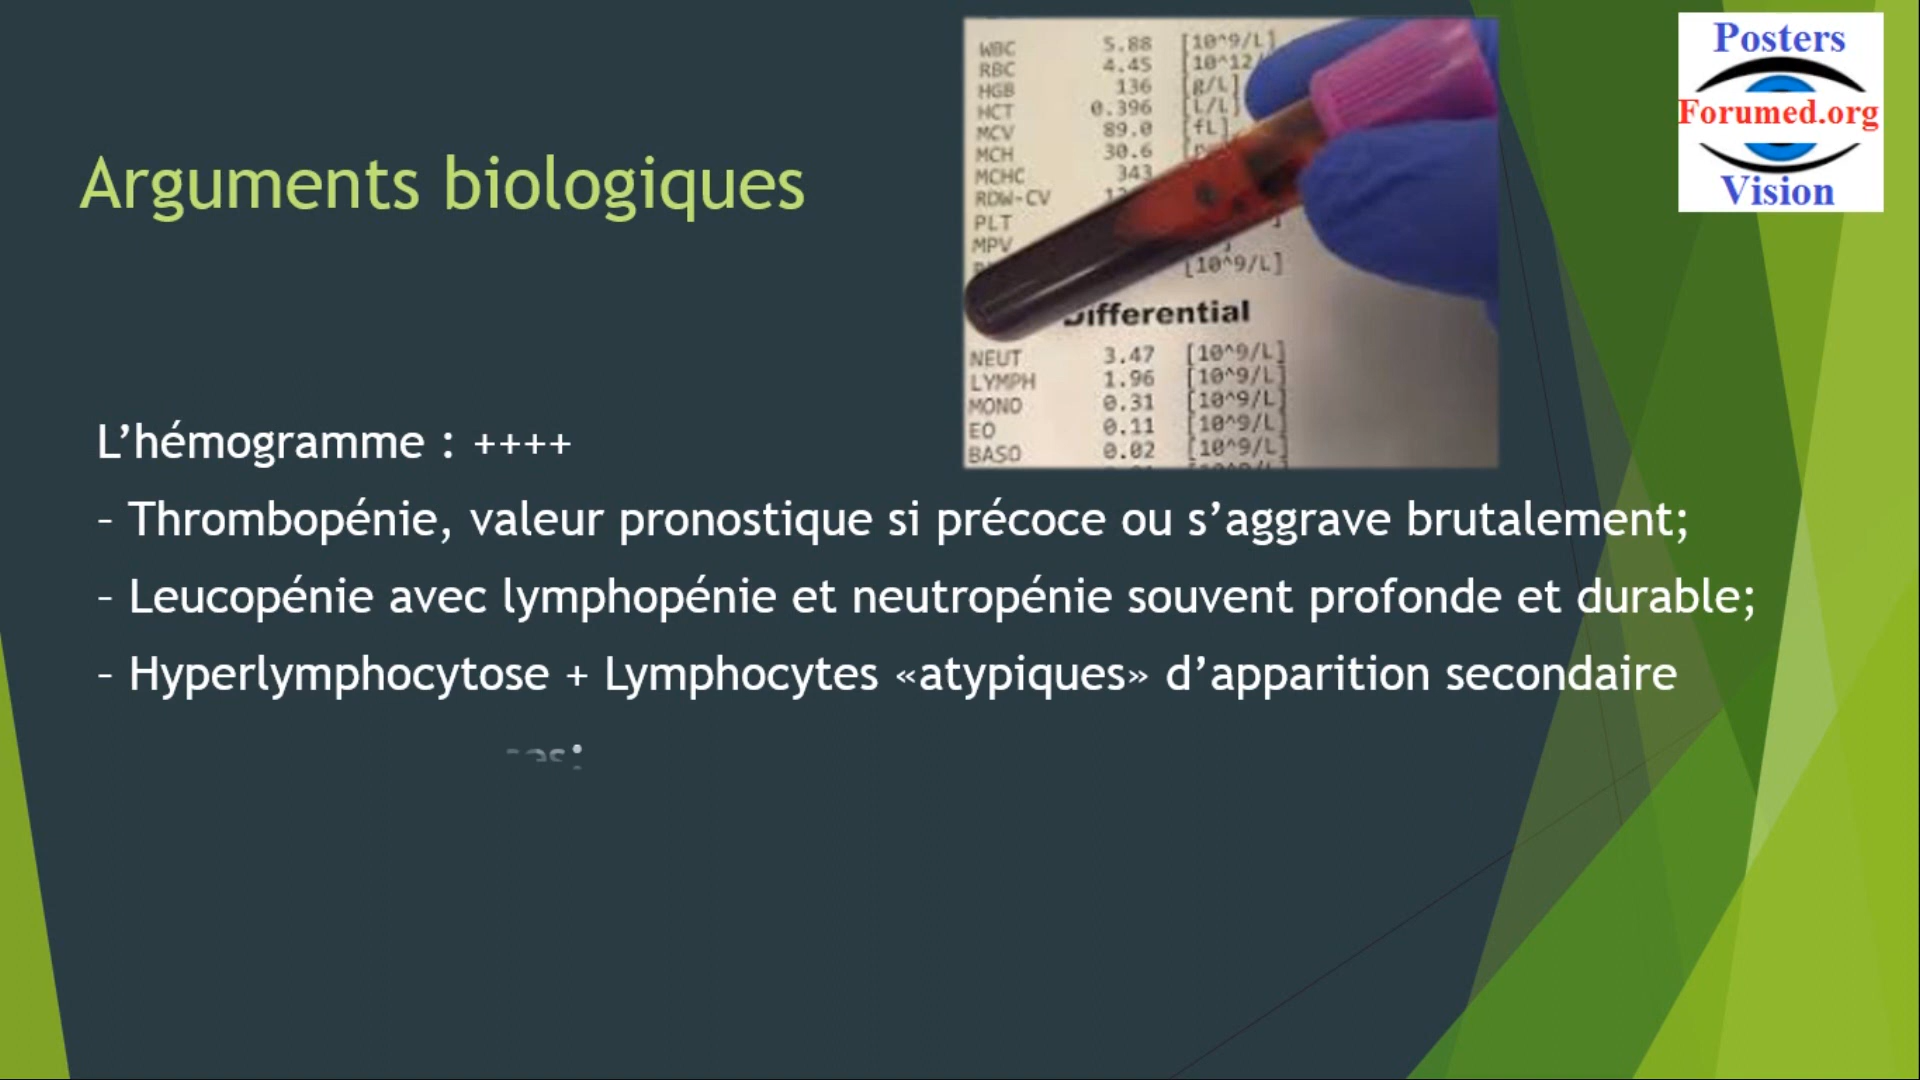 Arguments biologiques
WBC 5.88 [10^9/L]
RBC 4.45 [10^12/
HGB 136 [g/L]
HCT 0.396 [L/L]
MCV 89.0 [fL]
MCH 30.6
MCHC 343
RDW-CV
PLT
MPV
[10^9/L]
Differential
NEUT 3.47 [10^9/L]
LYMPH 1.96 [10^9/L]
MONO 0.31 [10^9/L]
EO 0.11 [10^9/L]
BASO 0.02 [10^9/L]
Posters
Forumed.org
Vision
L’hémogramme : ++++
– Thrombopénie, valeur pronostique si précoce ou s’aggrave brutalement;
– Leucopénie avec lymphopénie et neutropénie souvent profonde et durable;
– Hyperlymphocytose + Lymphocytes «atypiques» d’apparition secondaire